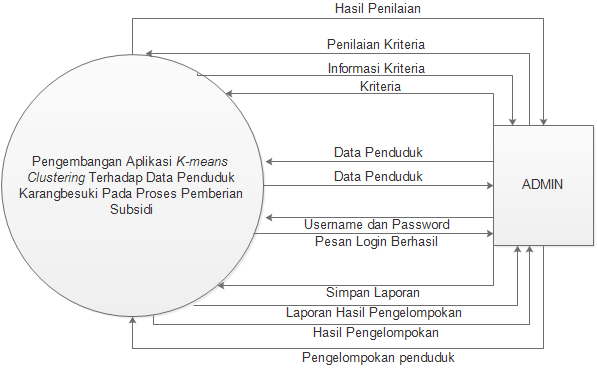 Hasil Penilaian
Penilaian Kriteria
Informasi Kriteria
Kriteria
Pengembangan Aplikasi K-means
Clustering Terhadap Data Penduduk
Karangbesuki Pada Proses Pemberian
Subsidi
Data Penduduk
Data Penduduk
ADMIN
Username dan Password
Pesan Login Berhasil
Simpan Laporan
Laporan Hasil Pengelompokan
Hasil Pengelompokan
Pengelompokan penduduk